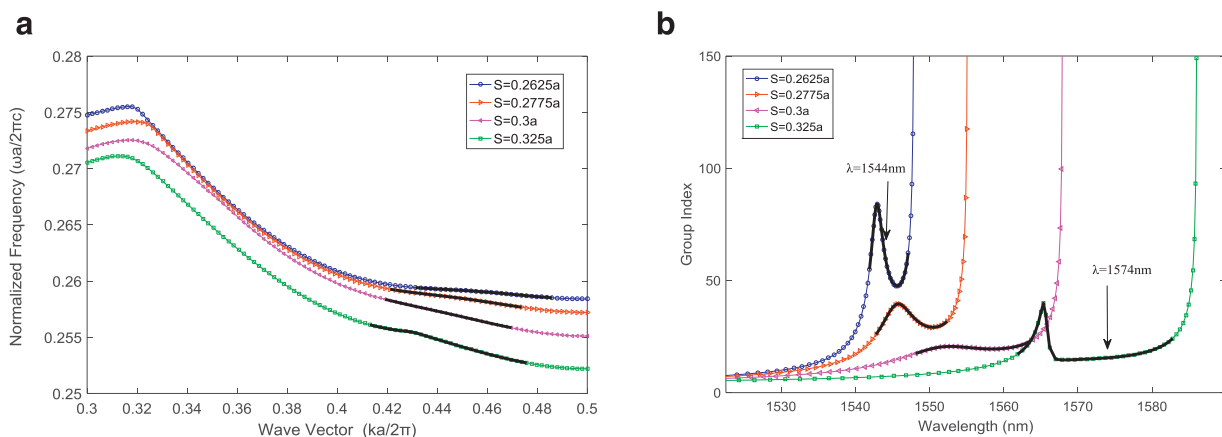 a
0.28
0.275
0.27
0.265
0.26
0.255
0.25
Normalized Frequency (ωa/2πc)
0.3 0.32 0.34 0.36 0.38 0.4 0.42 0.44 0.46 0.48 0.5
Wave Vector (ka/2π)
S=0.2625a
S=0.2775a
S=0.3a
S=0.325a
b
150
100
50
0
Group Index
1530 1540 1550 1560 1570 1580
Wavelength (nm)
S=0.2625a
S=0.2775a
S=0.3a
S=0.325a
λ=1544nm
λ=1574nm